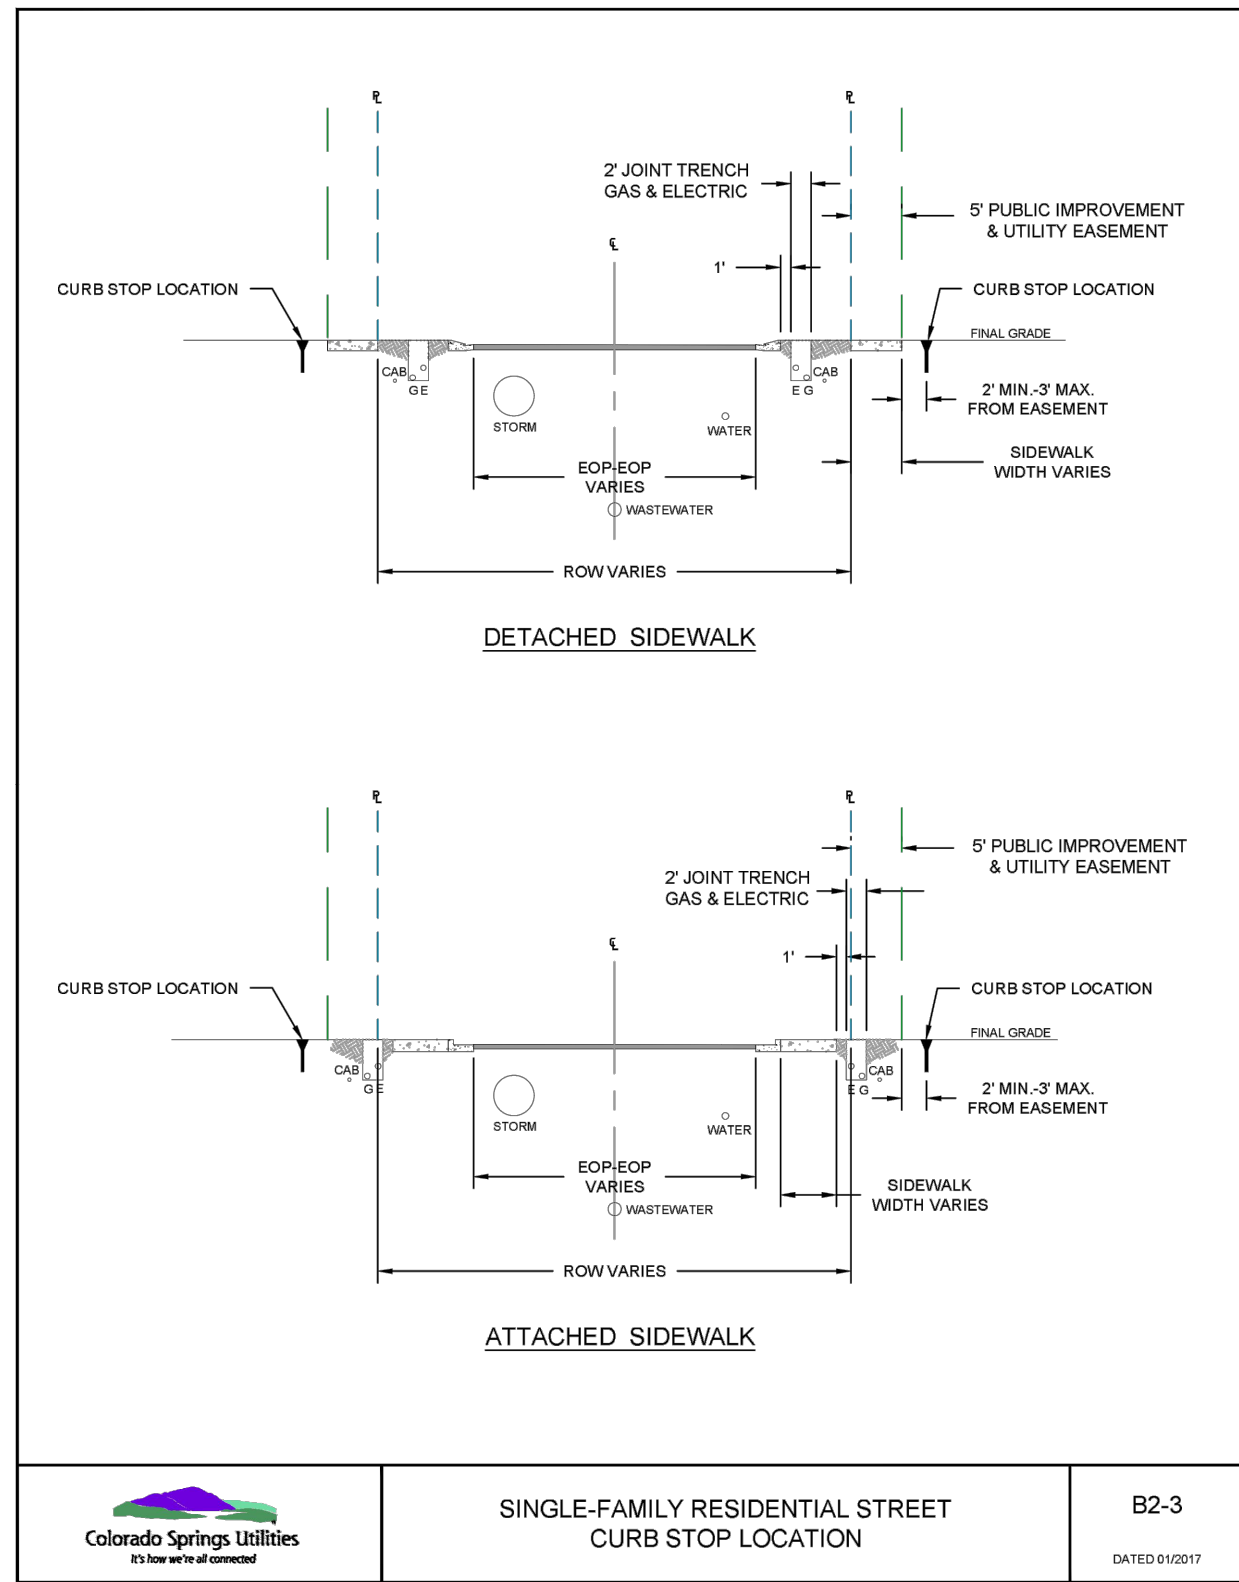 PL
PL
2' JOINT TRENCH
GAS & ELECTRIC
5' PUBLIC IMPROVEMENT
& UTILITY EASEMENT
CL
1'
CURB STOP LOCATION
CURB STOP LOCATION
FINAL GRADE
CAB
G E
E G
CAB
2' MIN.-3' MAX.
FROM EASEMENT
STORM
WATER
SIDEWALK
WIDTH VARIES
EOP-EOP
VARIES
WASTEWATER
ROW VARIES
DETACHED SIDEWALK
PL
PL
5' PUBLIC IMPROVEMENT
& UTILITY EASEMENT
2' JOINT TRENCH
GAS & ELECTRIC
CL
1'
CURB STOP LOCATION
CURB STOP LOCATION
FINAL GRADE
CAB
G E
E G
CAB
2' MIN.-3' MAX.
FROM EASEMENT
STORM
WATER
EOP-EOP
VARIES
SIDEWALK
WIDTH VARIES
WASTEWATER
ROW VARIES
ATTACHED SIDEWALK
Colorado Springs Utilities
It's how we're all connected
SINGLE-FAMILY RESIDENTIAL STREET
CURB STOP LOCATION
B2-3
DATED 01/2017